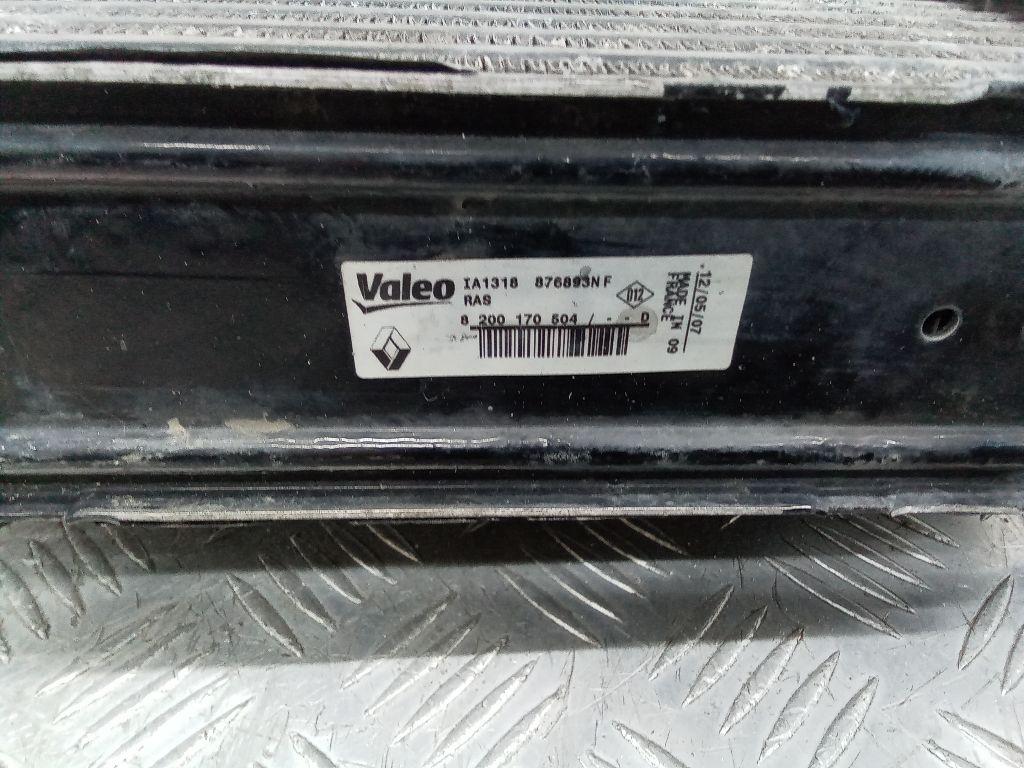 Valeo IA1318 876893NF
RAS
D12
8 200 170 504 / - - D
12/05/07
MADE IN 09
FRANCE